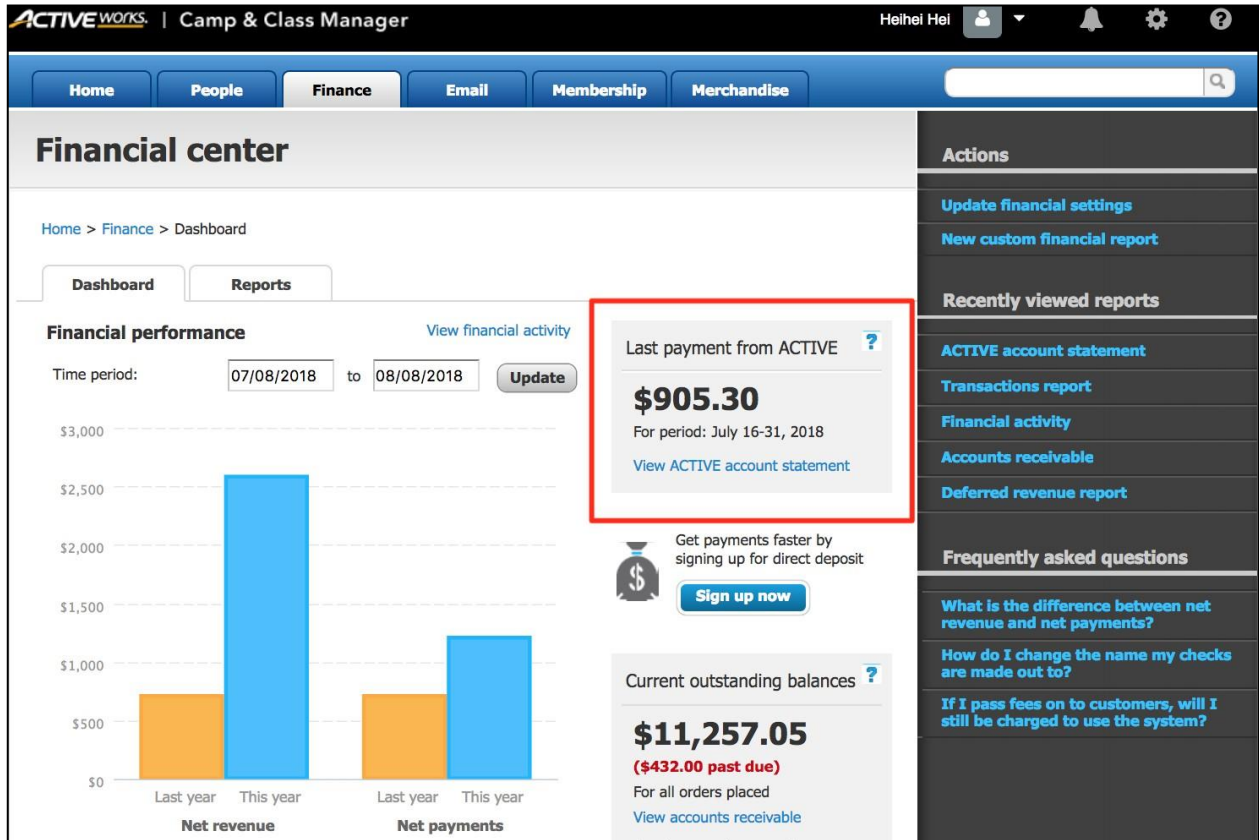 ACTIVE WORKS. | Camp & Class Manager
Heihei Hei
Home People Finance Email Membership Merchandise
Financial center
Home > Finance > Dashboard
Dashboard Reports
Financial performance
View financial activity
Time period: 07/08/2018 to 08/08/2018 Update
$3,000
$2,500
$2,000
$1,500
$1,000
$500
$0
Last year This year Last year This year
Net revenue Net payments
Last payment from ACTIVE ?
$905.30
For period: July 16-31, 2018
View ACTIVE account statement
$
Get payments faster by
signing up for direct deposit
Sign up now
Current outstanding balances ?
$11,257.05
($432.00 past due)
For all orders placed
View accounts receivable
?
Actions
Update financial settings
New custom financial report
Recently viewed reports
ACTIVE account statement
Transactions report
Financial activity
Accounts receivable
Deferred revenue report
Frequently asked questions
What is the difference between net
revenue and net payments?
How do I change the name my checks
are made out to?
If I pass fees on to customers, will I
still be charged to use the system?